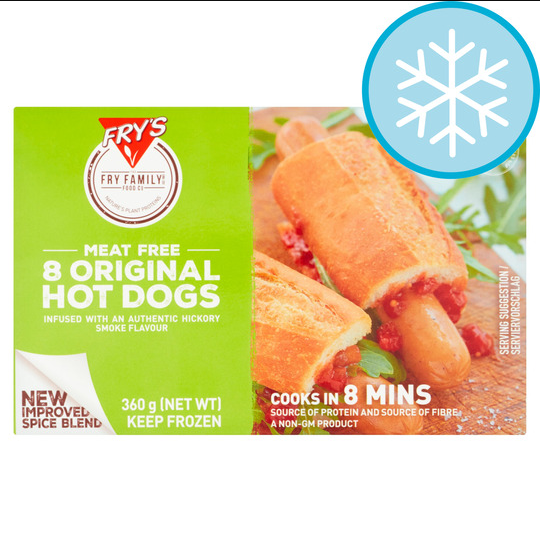 FRY'S
FRY FAMILY
FOOD CO
NATURE'S PLANT PROTEINS
MEAT FREE
8 ORIGINAL
HOT DOGS
INFUSED WITH AN AUTHENTIC HICKORY
SMOKE FLAVOUR
NEW
IMPROVED
SPICE BLEND
360 g (NET WT)
KEEP FROZEN
COOKS IN 8 MINS
SOURCE OF PROTEIN AND SOURCE OF FIBRE
A NON-GM PRODUCT
SERVING SUGGESTION /
SERVIERVORSCHLAG